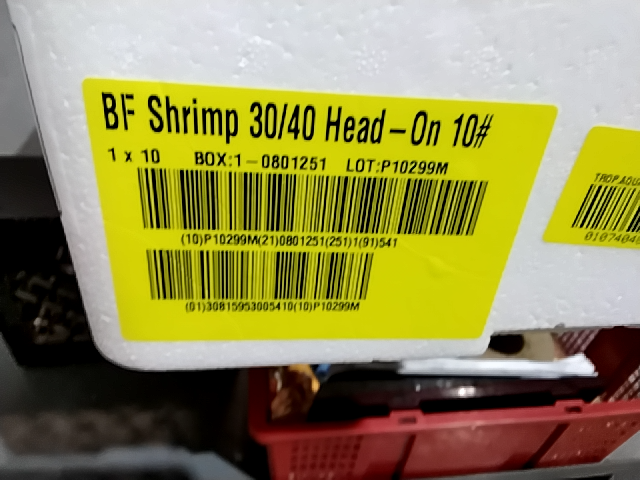 BF Shrimp 30/40 Head-On 10#
1 x 10 BOX:1-0801251 LOT:P10299M
(10)P10299M(21)0801251(251)1(91)541
(01)30815953005410(10)P10299M